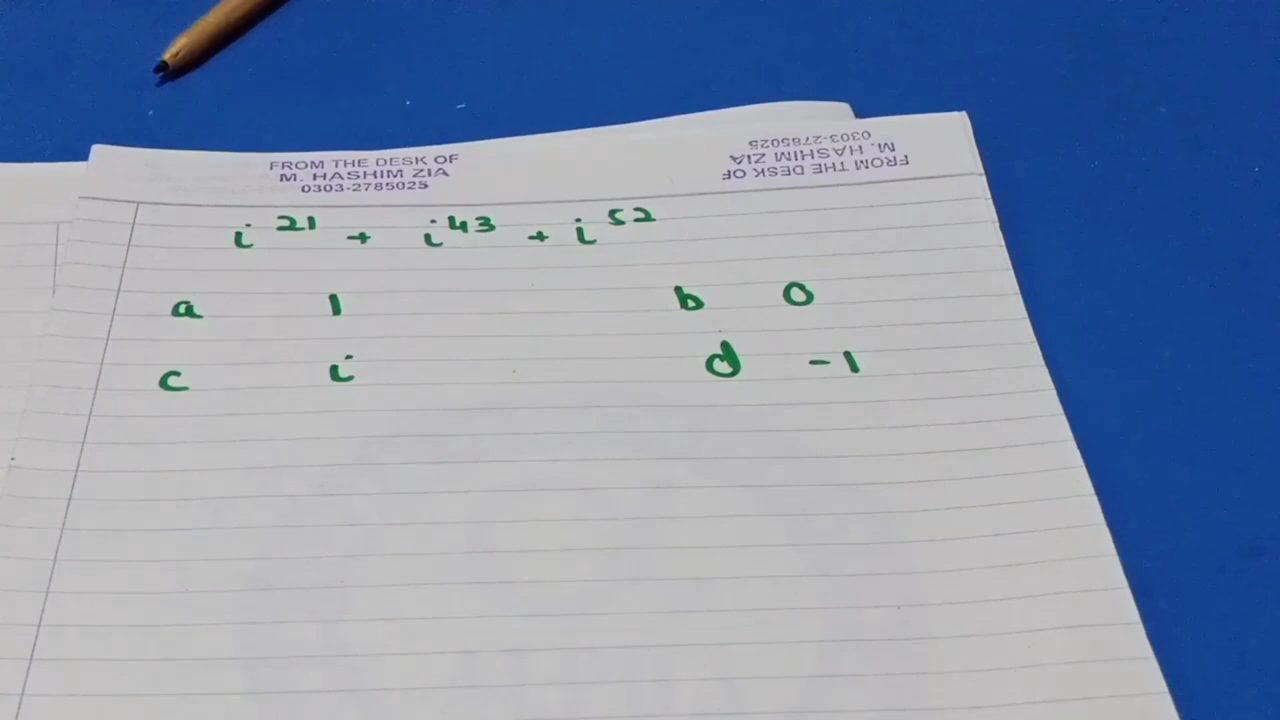 FROM THE DESK OF
M. HASHIM ZIA
0303-2785025
FROM THE DESK OF
M. HASHIM ZIA
0303-2785025
i²¹ + i⁴³ + i⁵²
a 1 b 0
c i d -1